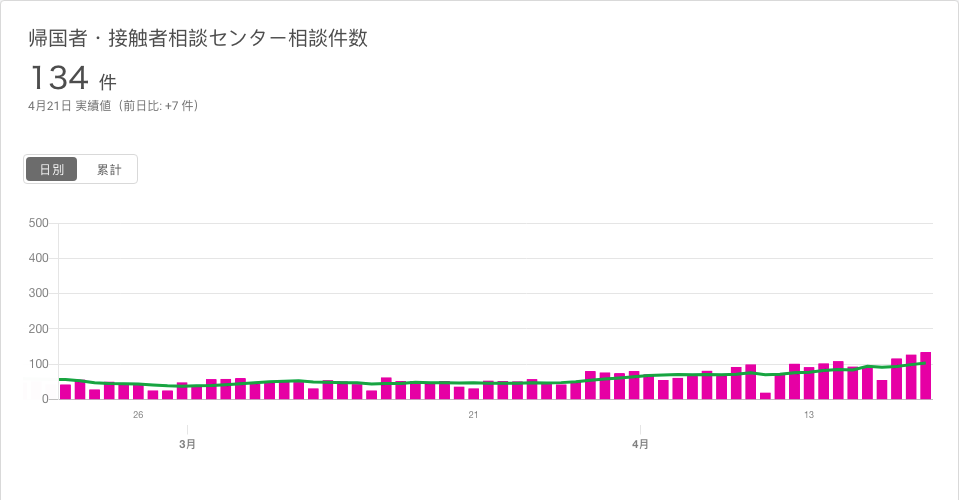 帰国者・接触者相談センター相談件数
134 件
4月21日 実績値（前日比: +7 件）
日別 累計
500
400
300
200
100
0
26 21 13
3月 4月